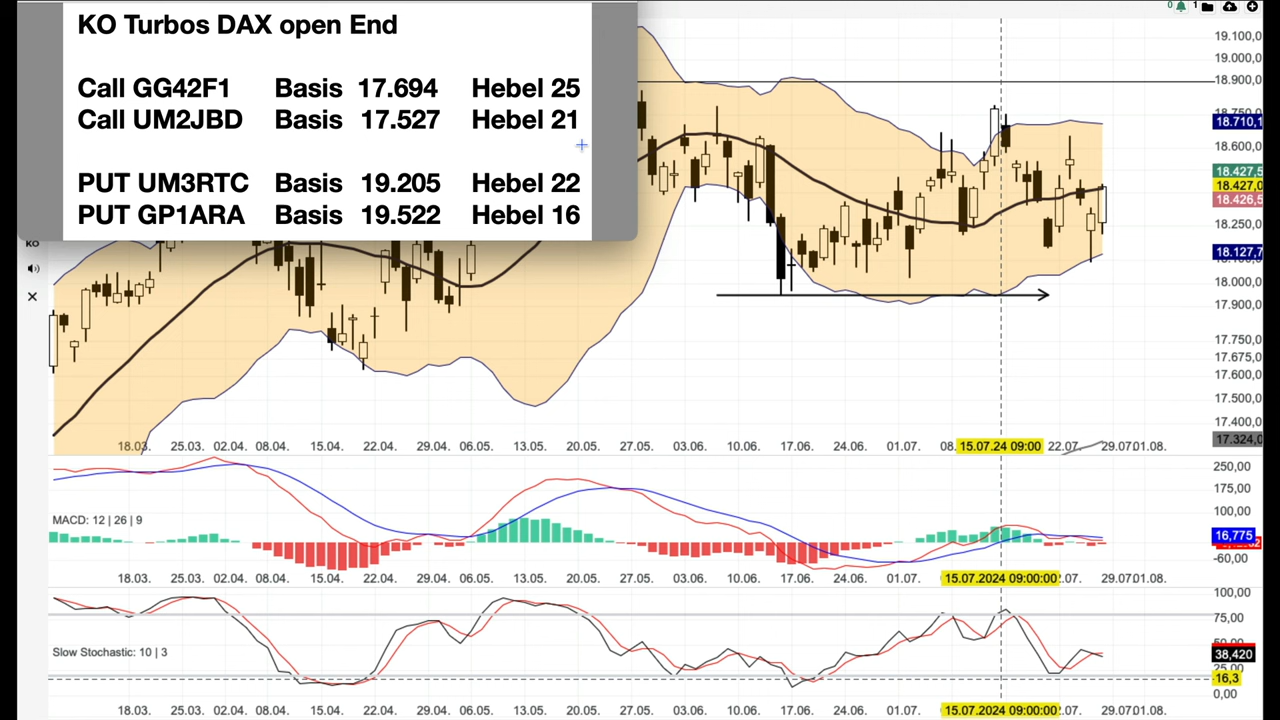 KO Turbos DAX open End
Call GG42F1 Basis 17.694 Hebel 25
Call UM2JBD Basis 17.527 Hebel 21
PUT UM3RTC Basis 19.205 Hebel 22
PUT GP1ARA Basis 19.522 Hebel 16
0 1
19.100,0
19.000,0
18.900,0
18.710,1
18.600,0
18.427,5
18.427,0
18.426,5
18.250,0
18.127,7
18.000,0
17.900,0
17.750,0
17.675,0
17.600,0
17.500,0
17.400,0
17.324,0
KO
18.03. 25.03. 02.04. 08.04. 15.04. 22.04. 29.04. 06.05. 13.05. 20.05. 27.05. 03.06. 10.06. 17.06. 24.06. 01.07. 08. 15.07.24 09:00 22.07. 29.07 01.08.
250,00
175,00
100,00
MACD: 12 | 26 | 9
16,775
-60,00
18.03. 25.03. 02.04. 08.04. 15.04. 22.04. 29.04. 06.05. 13.05. 20.05. 27.05. 03.06. 10.06. 17.06. 24.06. 01.07. 15.07.2024 09:00:00 .07. 29.07 01.08.
100,00
75,00
Slow Stochastic: 10 | 3
38,420
25,00
16,3
0,00
18.03. 25.03. 02.04. 08.04. 15.04. 22.04. 29.04. 06.05. 13.05. 20.05. 27.05. 03.06. 10.06. 17.06. 24.06. 01.07. 15.07.2024 09:00:00 .07. 29.07 01.08.